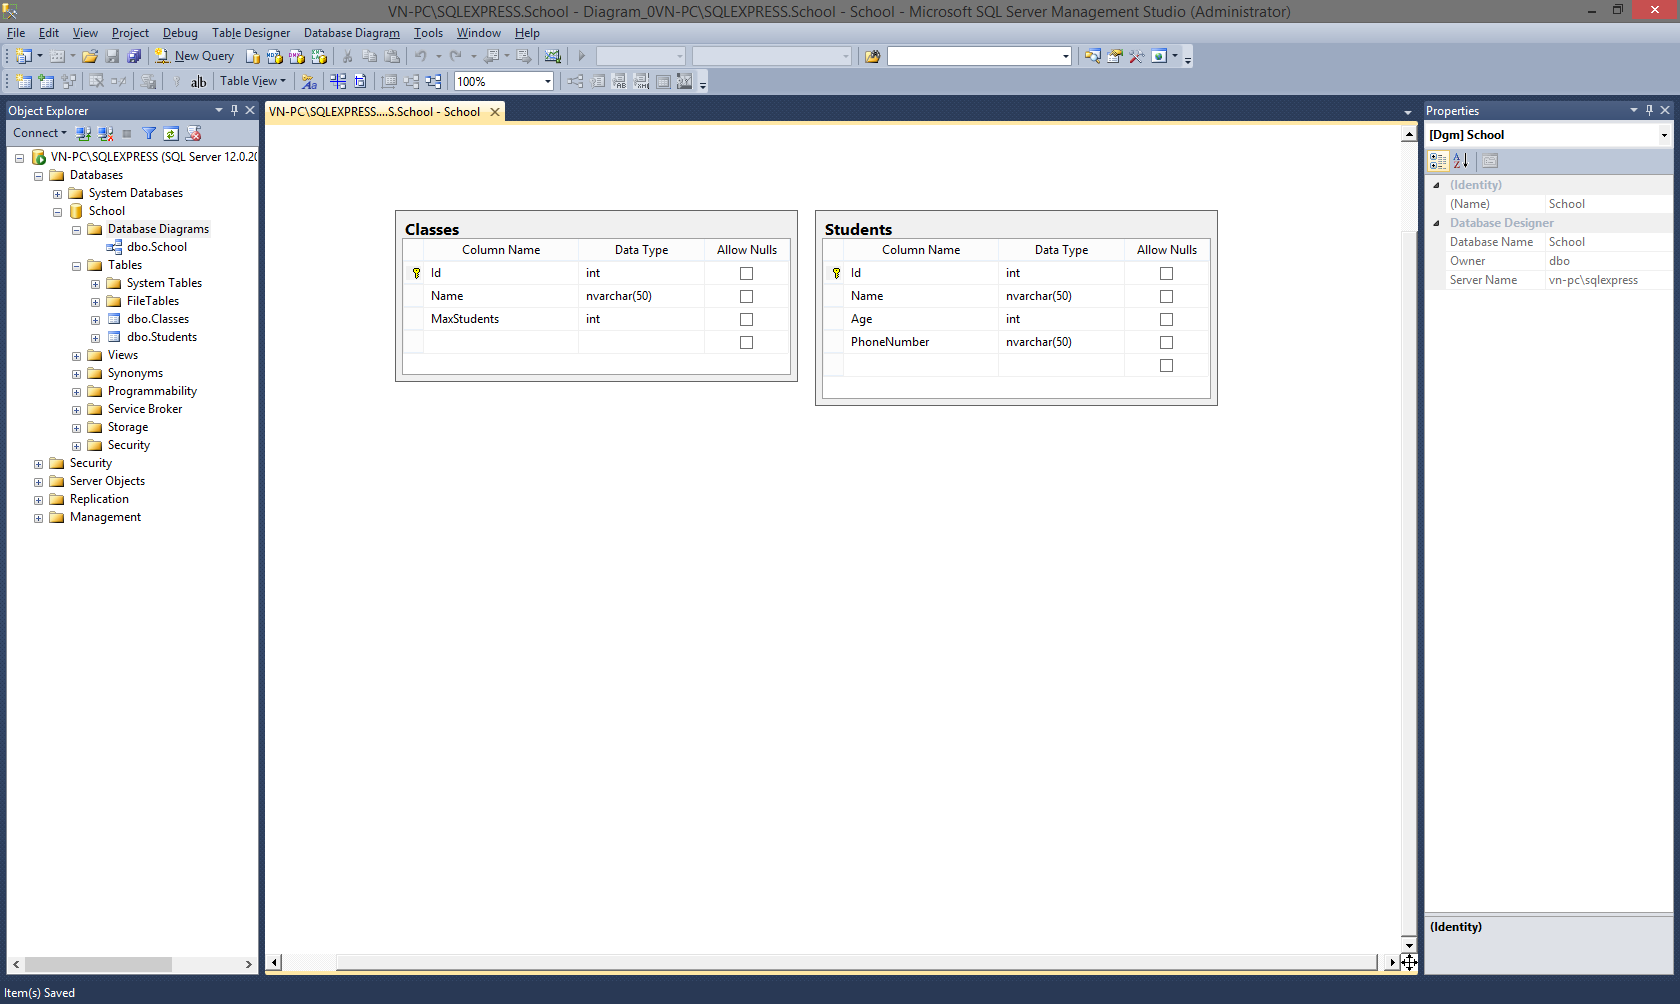 VN-PC\SQLEXPRESS.School - Diagram_0VN-PC\SQLEXPRESS.School - School - Microsoft SQL Server Management Studio (Administrator)
File Edit View Project Debug Table Designer Database Diagram Tools Window Help
New Query
ab Table View 100%
Object Explorer
Connect
VN-PC\SQLEXPRESS (SQL Server 12.0.20
Databases
System Databases
School
Database Diagrams
dbo.School
Tables
System Tables
FileTables
dbo.Classes
dbo.Students
Views
Synonyms
Programmability
Service Broker
Storage
Security
Security
Server Objects
Replication
Management
VN-PC\SQLEXPRESS....S.School - School
Classes
Column Name Data Type Allow Nulls
Id int
Name nvarchar(50)
MaxStudents int
Students
Column Name Data Type Allow Nulls
Id int
Name nvarchar(50)
Age int
PhoneNumber nvarchar(50)
Properties
[Dgm] School
(Identity)
(Name) School
Database Designer
Database Name School
Owner dbo
Server Name vn-pc\sqlexpress
(Identity)
Item(s) Saved